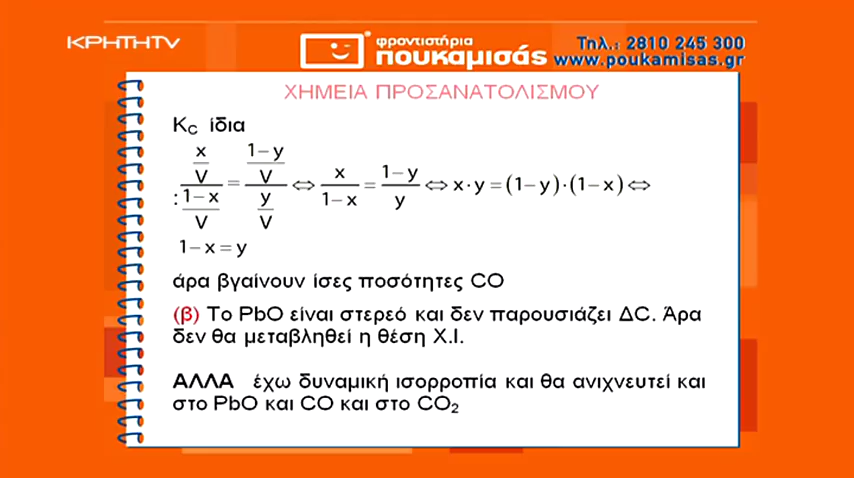 ΚΡΗΤΗTV
φροντιστήρια
πουκαμισάς
Τηλ.: 2810 245 300
www.poukamisas.gr
ΧΗΜΕΙΑ ΠΡΟΣΑΝΑΤΟΛΙΣΜΟΥ
K_C ίδια
: (x/V)/((1−x)/V) = ((1−y)/V)/(y/V) ⇔ x/(1−x) = (1−y)/y ⇔ x·y = (1−y)·(1−x) ⇔
1−x = y
άρα βγαίνουν ίσες ποσότητες CO
(β) Το PbO είναι στερεό και δεν παρουσιάζει ΔC. Άρα
δεν θα μεταβληθεί η θέση Χ.Ι.
ΑΛΛΑ έχω δυναμική ισορροπία και θα ανιχνευτεί και
στο PbO και CO και στο CO₂